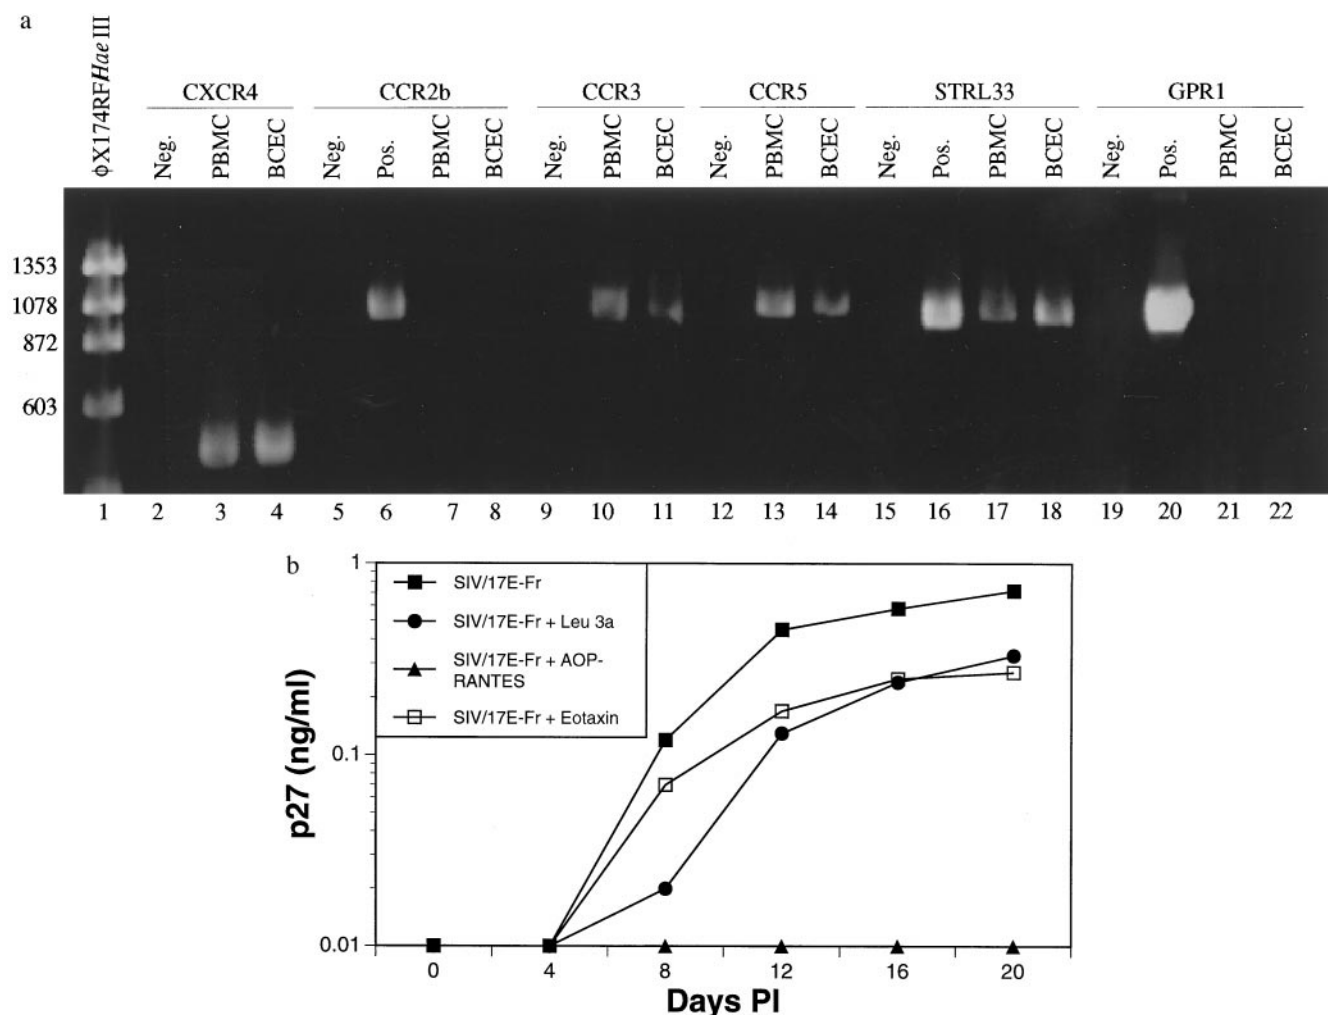 a
φX174RFHae III
CXCR4 CCR2b CCR3 CCR5 STRL33 GPR1
Neg. PBMC BCEC Neg. Pos. PBMC BCEC Neg. PBMC BCEC Neg. PBMC BCEC Neg. Pos. PBMC BCEC Neg. Pos. PBMC BCEC
1353
1078
872
603
1 2 3 4 5 6 7 8 9 10 11 12 13 14 15 16 17 18 19 20 21 22
b
SIV/17E-Fr
SIV/17E-Fr + Leu 3a
SIV/17E-Fr + AOP-
RANTES
SIV/17E-Fr + Eotaxin
p27 (ng/ml)
1
0.1
0.01
0 4 8 12 16 20
Days PI